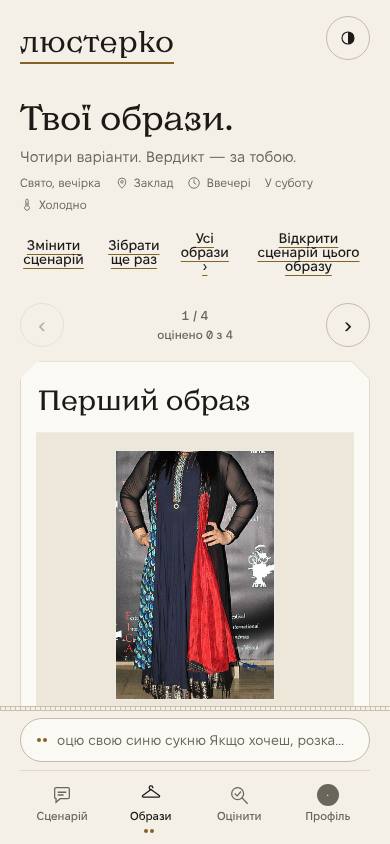 люстерко
Твої образи.
Чотири варіанти. Вердикт — за тобою.
Свято, вечірка Заклад Ввечері У суботу
Холодно
Змінити сценарій
Зібрати ще раз
Усі образи ›
Відкрити сценарій цього образу
‹ 1 / 4 ›
оцінено 0 з 4
Перший образ
оцю свою синю сукню Якщо хочеш, розка...
Сценарій Образи Оцінити Профіль